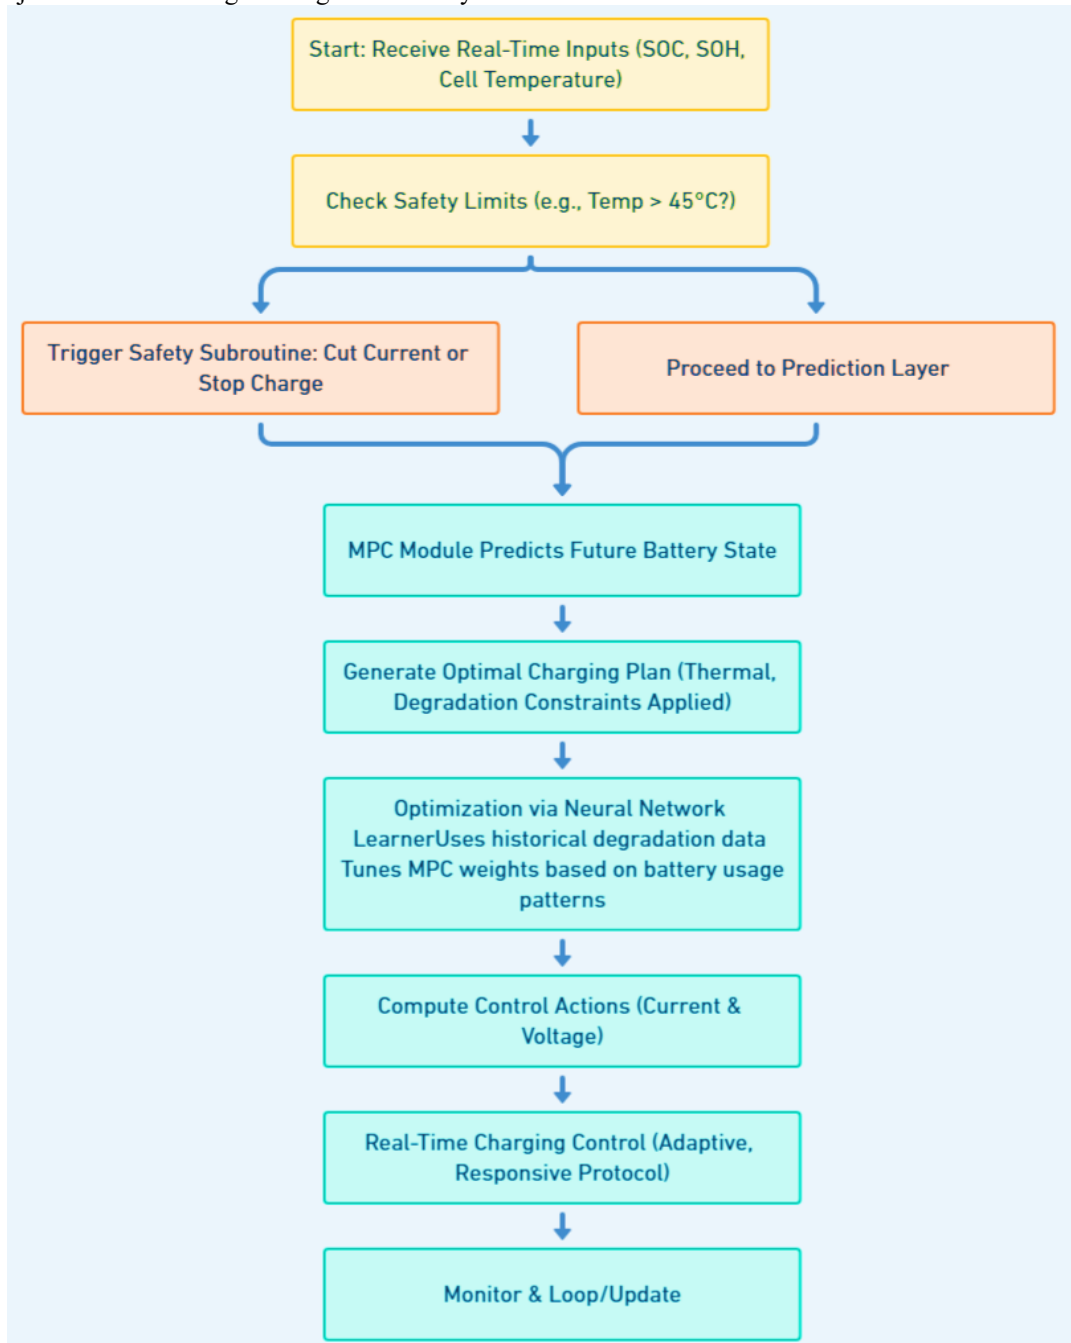 Start: Receive Real-Time Inputs (SOC, SOH,
Cell Temperature)
Check Safety Limits (e.g., Temp > 45°C?)
Trigger Safety Subroutine: Cut Current or
Stop Charge
Proceed to Prediction Layer
MPC Module Predicts Future Battery State
Generate Optimal Charging Plan (Thermal,
Degradation Constraints Applied)
Optimization via Neural Network
LearnerUses historical degradation data
Tunes MPC weights based on battery usage
patterns
Compute Control Actions (Current &
Voltage)
Real-Time Charging Control (Adaptive,
Responsive Protocol)
Monitor & Loop/Update